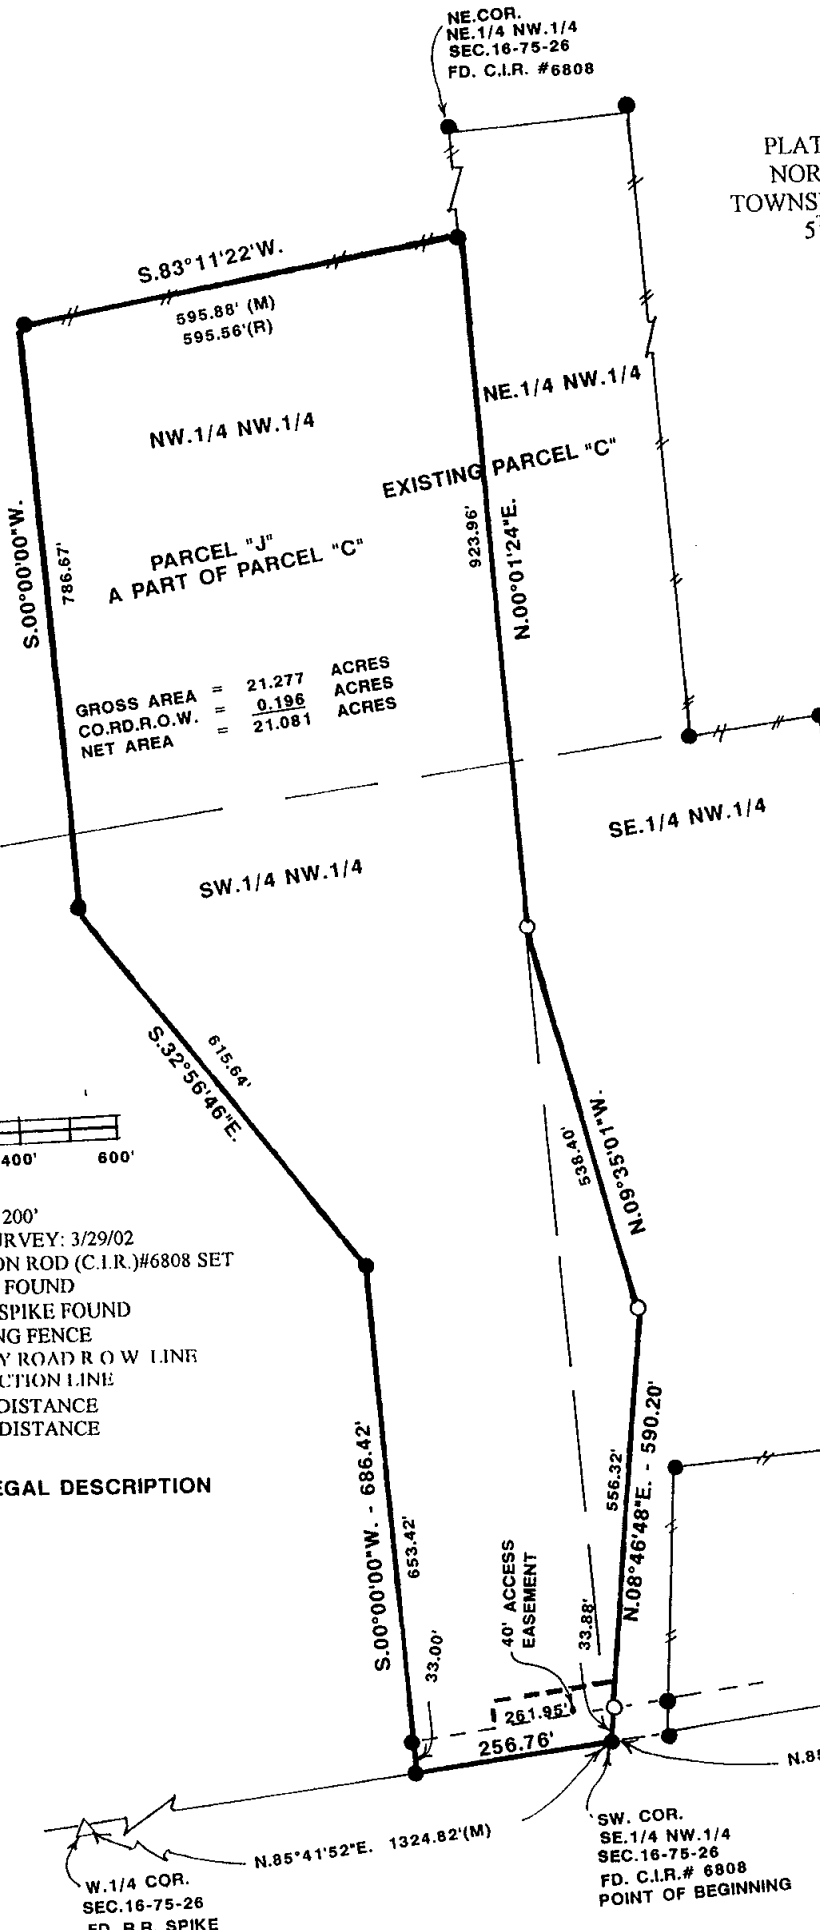 NE.COR.
NE.1/4 NW.1/4
SEC.16-75-26
FD. C.I.R. #6808
PLAT
NOR
TOWNS
5
S.83°11'22'W.
595.88' (M)
595.56'(R)
NW.1/4 NW.1/4
NE.1/4 NW.1/4
EXISTING PARCEL "C"
S.00°00'00"W.
786.67'
PARCEL "J"
A PART OF PARCEL "C"
923.96'
N.00°01'24"E.
GROSS AREA = 21.277 ACRES
CO.RD.R.O.W. = 0.196 ACRES
NET AREA = 21.081 ACRES
SW.1/4 NW.1/4
SE.1/4 NW.1/4
S.32°56'46"E.
615.64'
538.40'
N.09°35'01"W.
400'
600'
200'
URVEY: 3/29/02
ON ROD (C.I.R.)#6808 SET
FOUND
SPIKE FOUND
NG FENCE
Y ROAD R O W LINE
CTION LINE
DISTANCE
DISTANCE
EGAL DESCRIPTION
S.00°00'00"W. - 686.42'
653.42'
33.00'
40' ACCESS
EASEMENT
33.88'
556.32'
N.08°46'48"E. - 590.20'
261.95'
256.76'
N.85
N.85°41'52"E. 1324.82'(M)
W.1/4 COR.
SEC.16-75-26
FD. R.R. SPIKE
SW. COR.
SE.1/4 NW.1/4
SEC.16-75-26
FD. C.I.R.# 6808
POINT OF BEGINNING